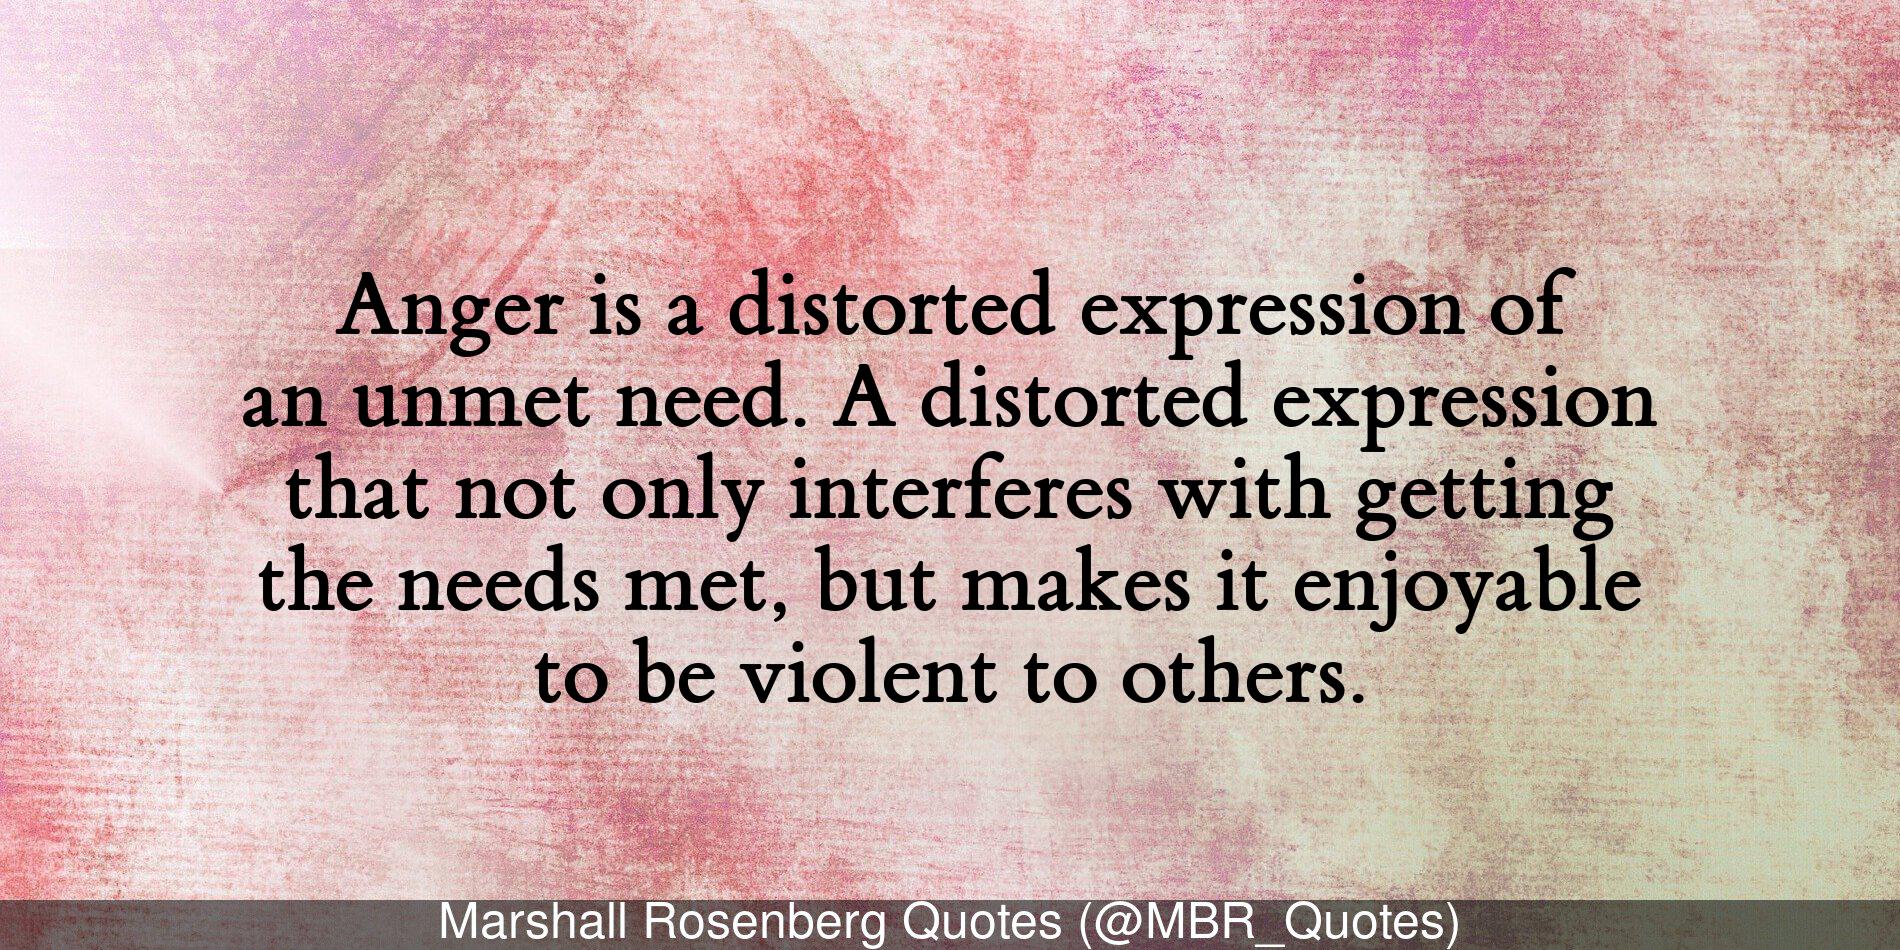 Anger is a distorted expression of
an unmet need. A distorted expression
that not only interferes with getting
the needs met, but makes it enjoyable
to be violent to others.
Marshall Rosenberg Quotes (@MBR_Quotes)